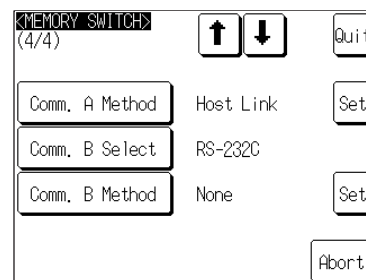 <MEMORY SWITCH>
(4/4)
Quit
Comm. A Method Host Link Set
Comm. B Select RS-232C
Comm. B Method None Set
Abort